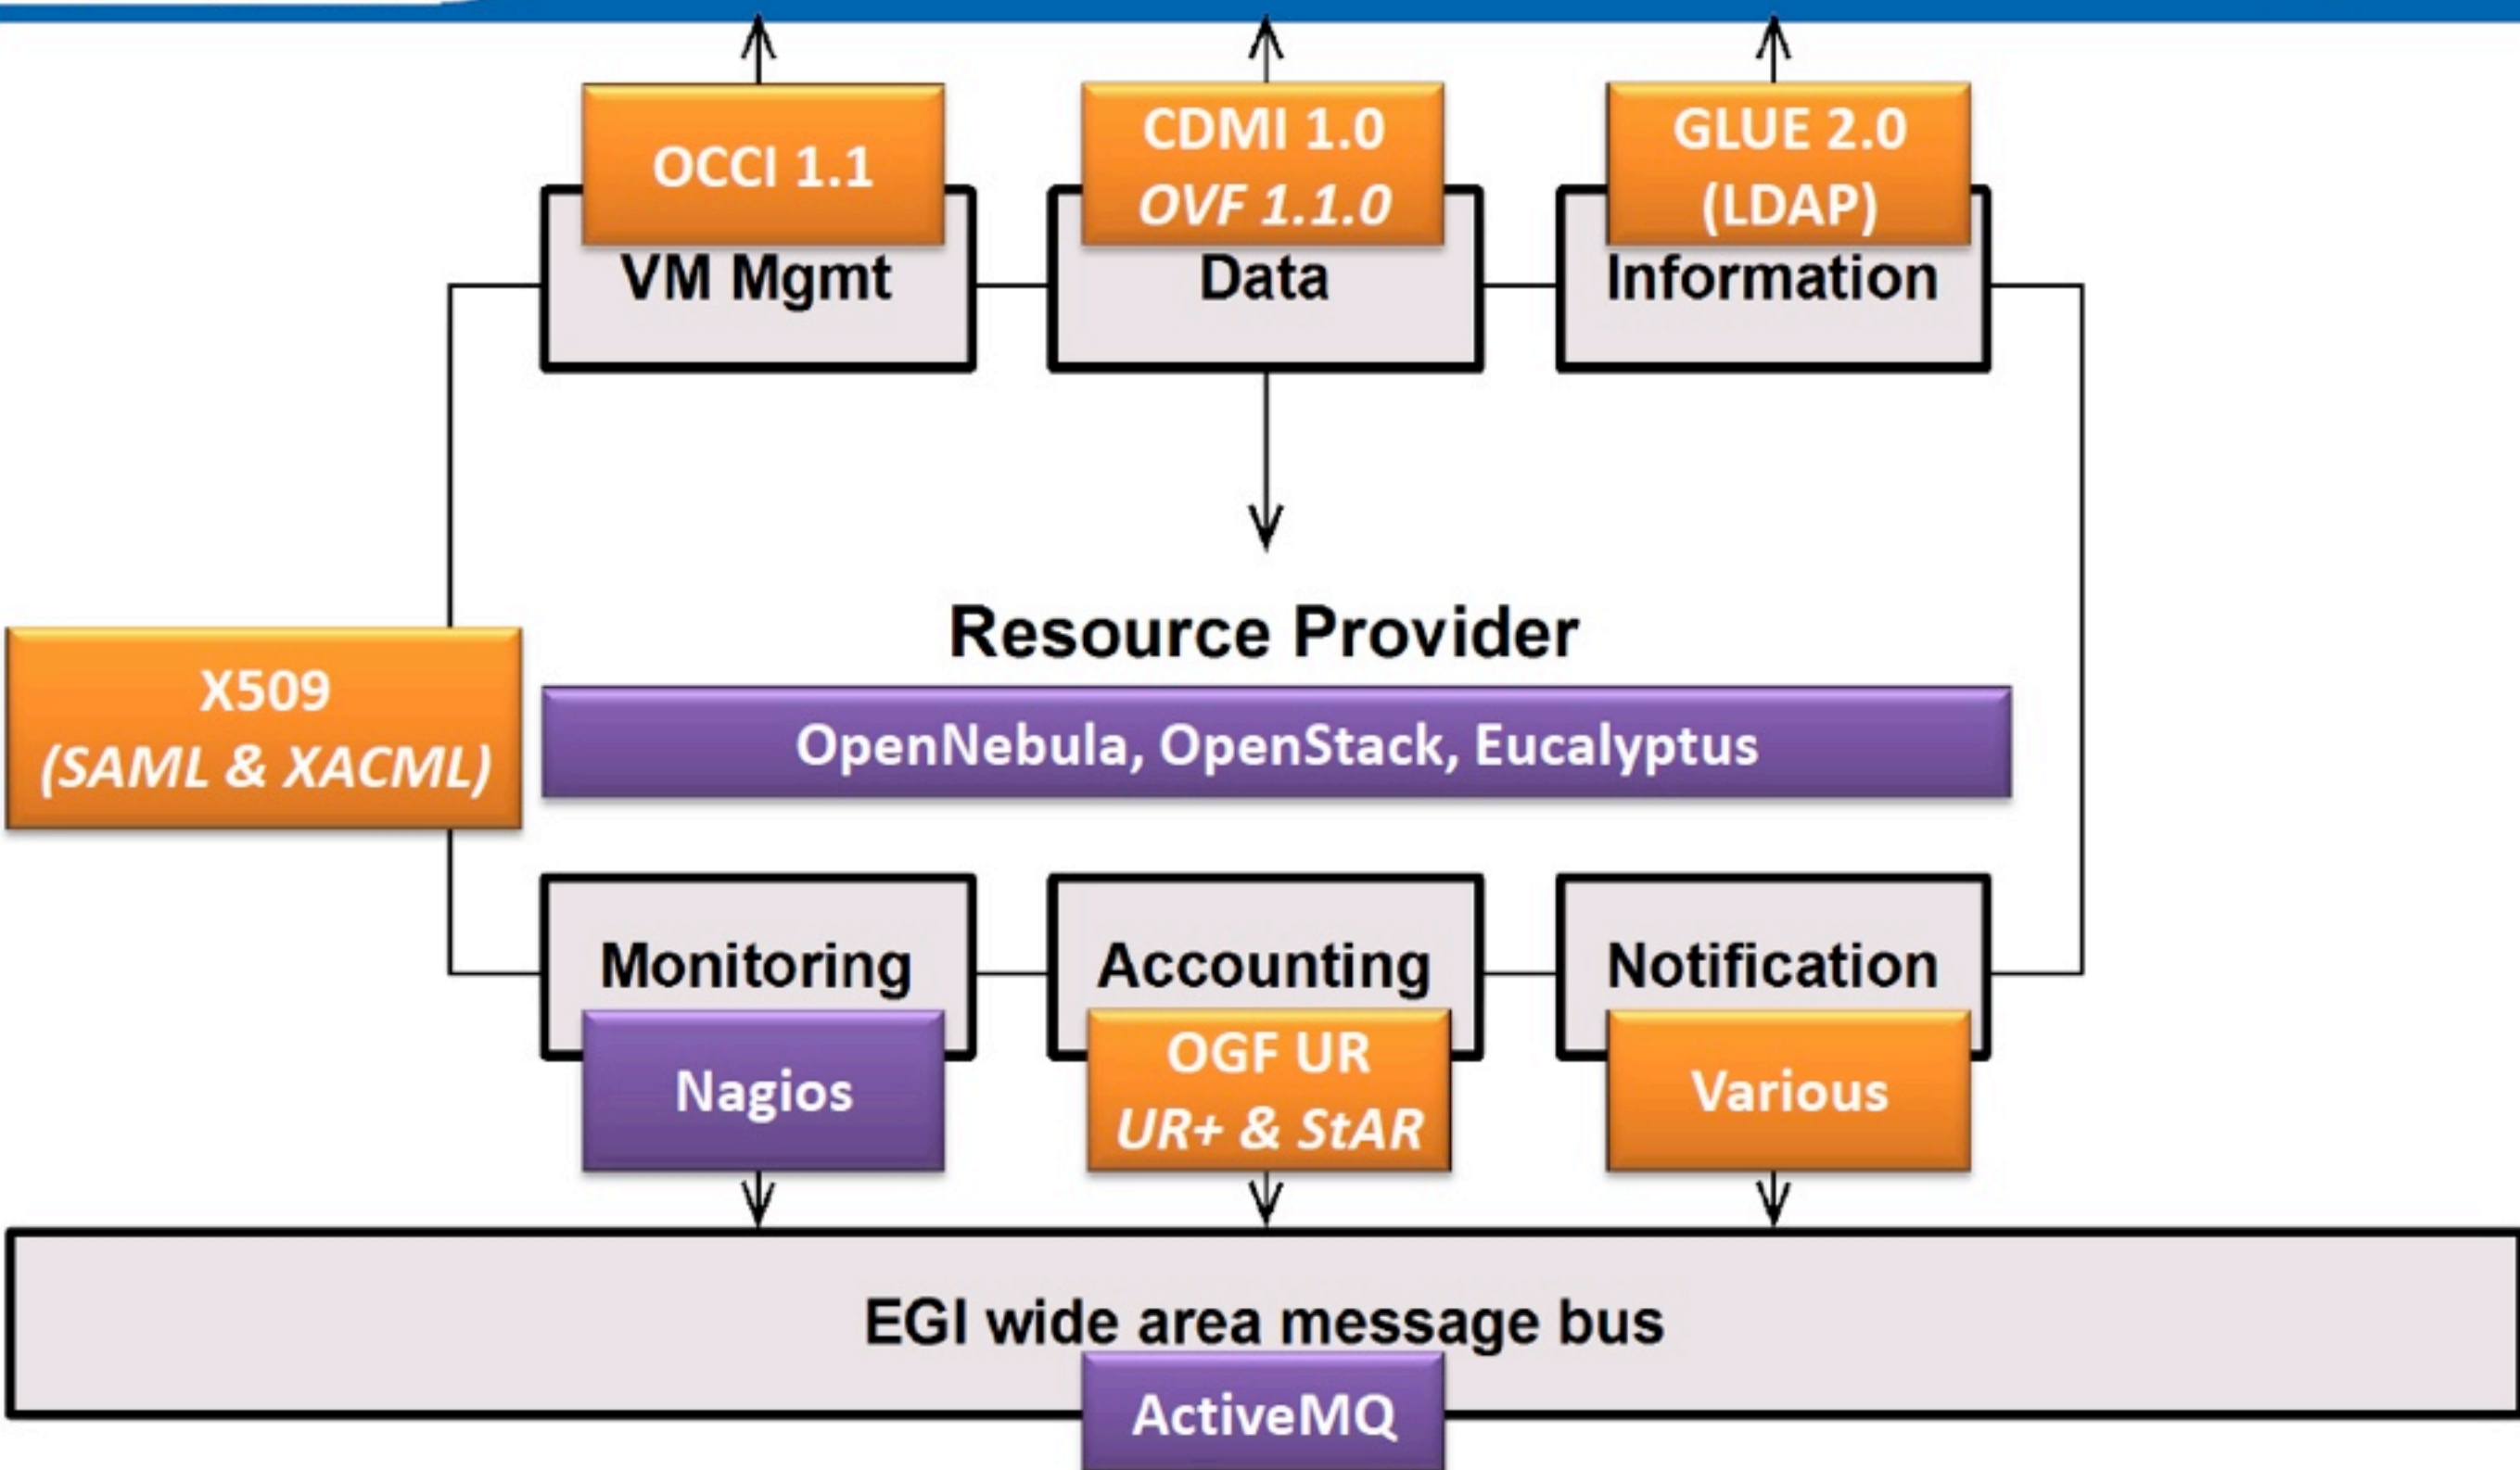 OCCI 1.1
CDMI 1.0
OVF 1.1.0
GLUE 2.0
(LDAP)
VM Mgmt
Data
Information
Resource Provider
X509
(SAML & XACML)
OpenNebula, OpenStack, Eucalyptus
Monitoring
Accounting
Notification
Nagios
OGF UR
UR+ & StAR
Various
EGI wide area message bus
ActiveMQ